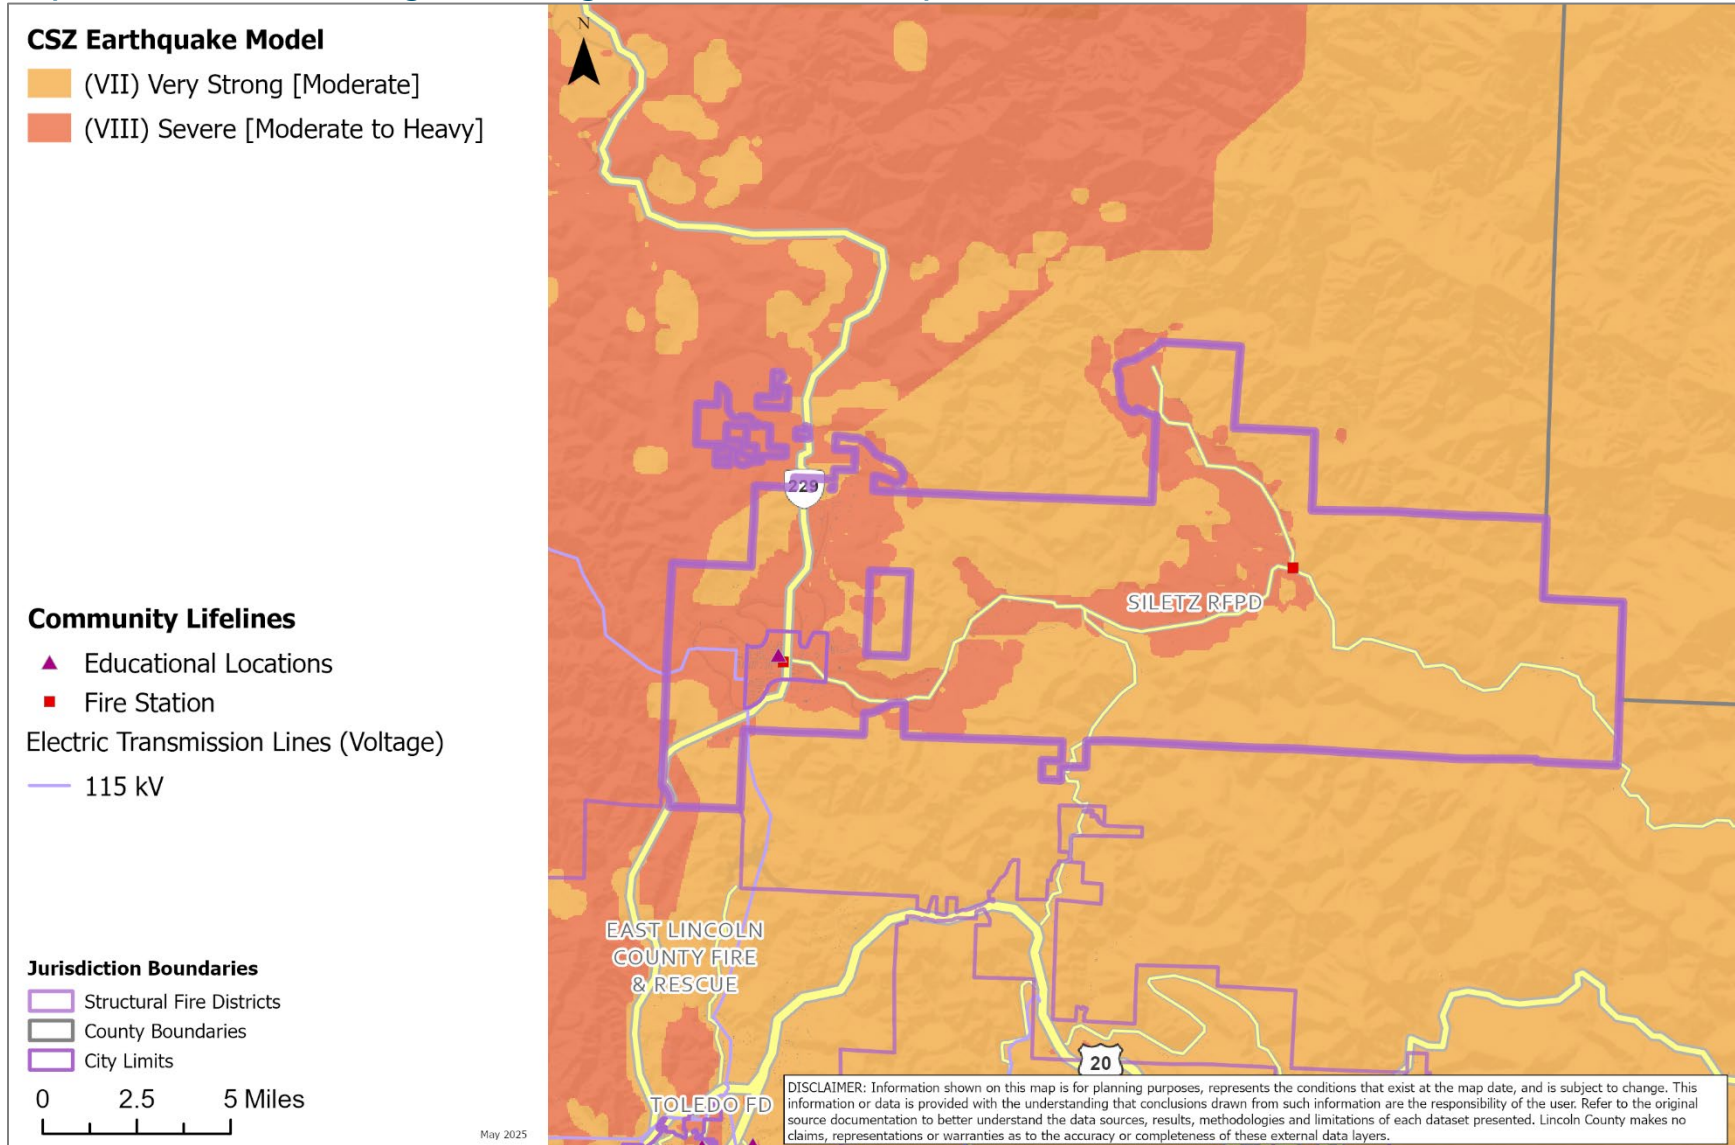 CSZ Earthquake Model
(VII) Very Strong [Moderate]
(VIII) Severe [Moderate to Heavy]
Community Lifelines
Educational Locations
Fire Station
Electric Transmission Lines (Voltage)
115 kV
Jurisdiction Boundaries
Structural Fire Districts
County Boundaries
City Limits
0 2.5 5 Miles
May 2025
N
229
SILETZ RFPD
EAST LINCOLN
COUNTY FIRE
& RESCUE
20
TOLEDO FD
DISCLAIMER: Information shown on this map is for planning purposes, represents the conditions that exist at the map date, and is subject to change. This
information or data is provided with the understanding that conclusions drawn from such information are the responsibility of the user. Refer to the original
source documentation to better understand the data sources, results, methodologies and limitations of each dataset presented. Lincoln County makes no
claims, representations or warranties as to the accuracy or completeness of these external data layers.